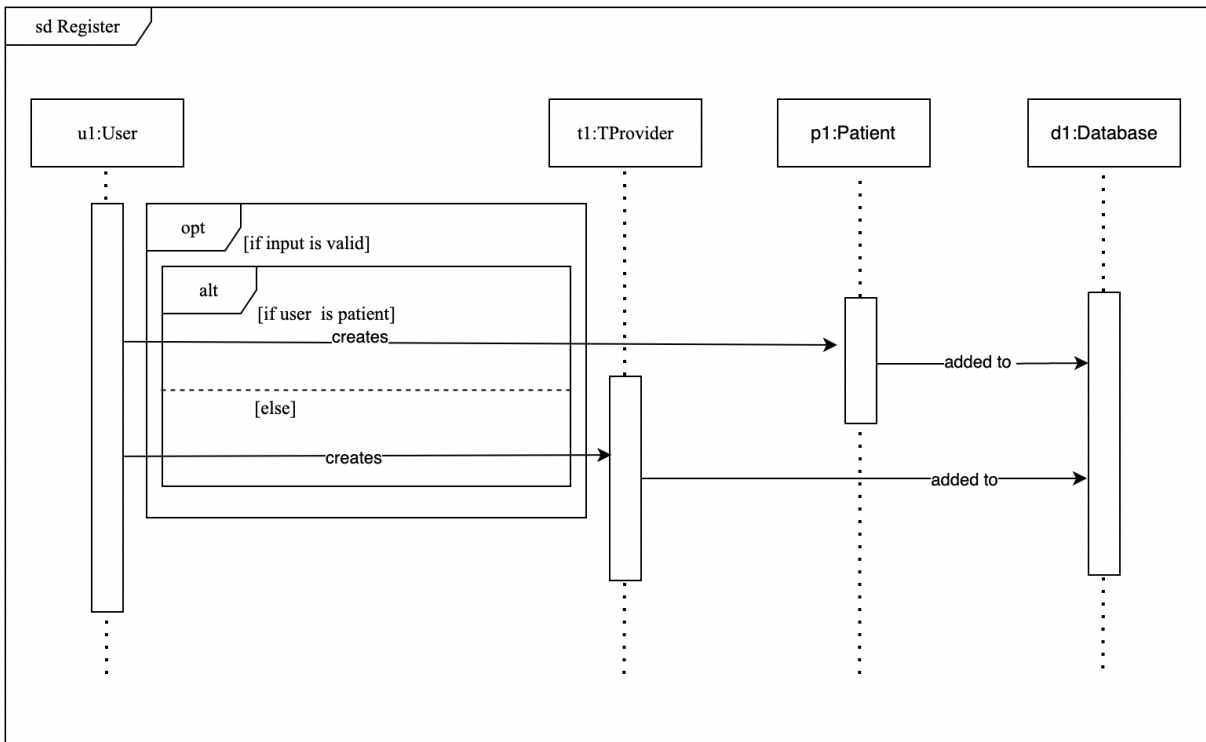 sd Register
u1:User
t1:TProvider
p1:Patient
d1:Database
opt
[if input is valid]
alt
[if user  is patient]
creates
added to
[else]
creates
added to